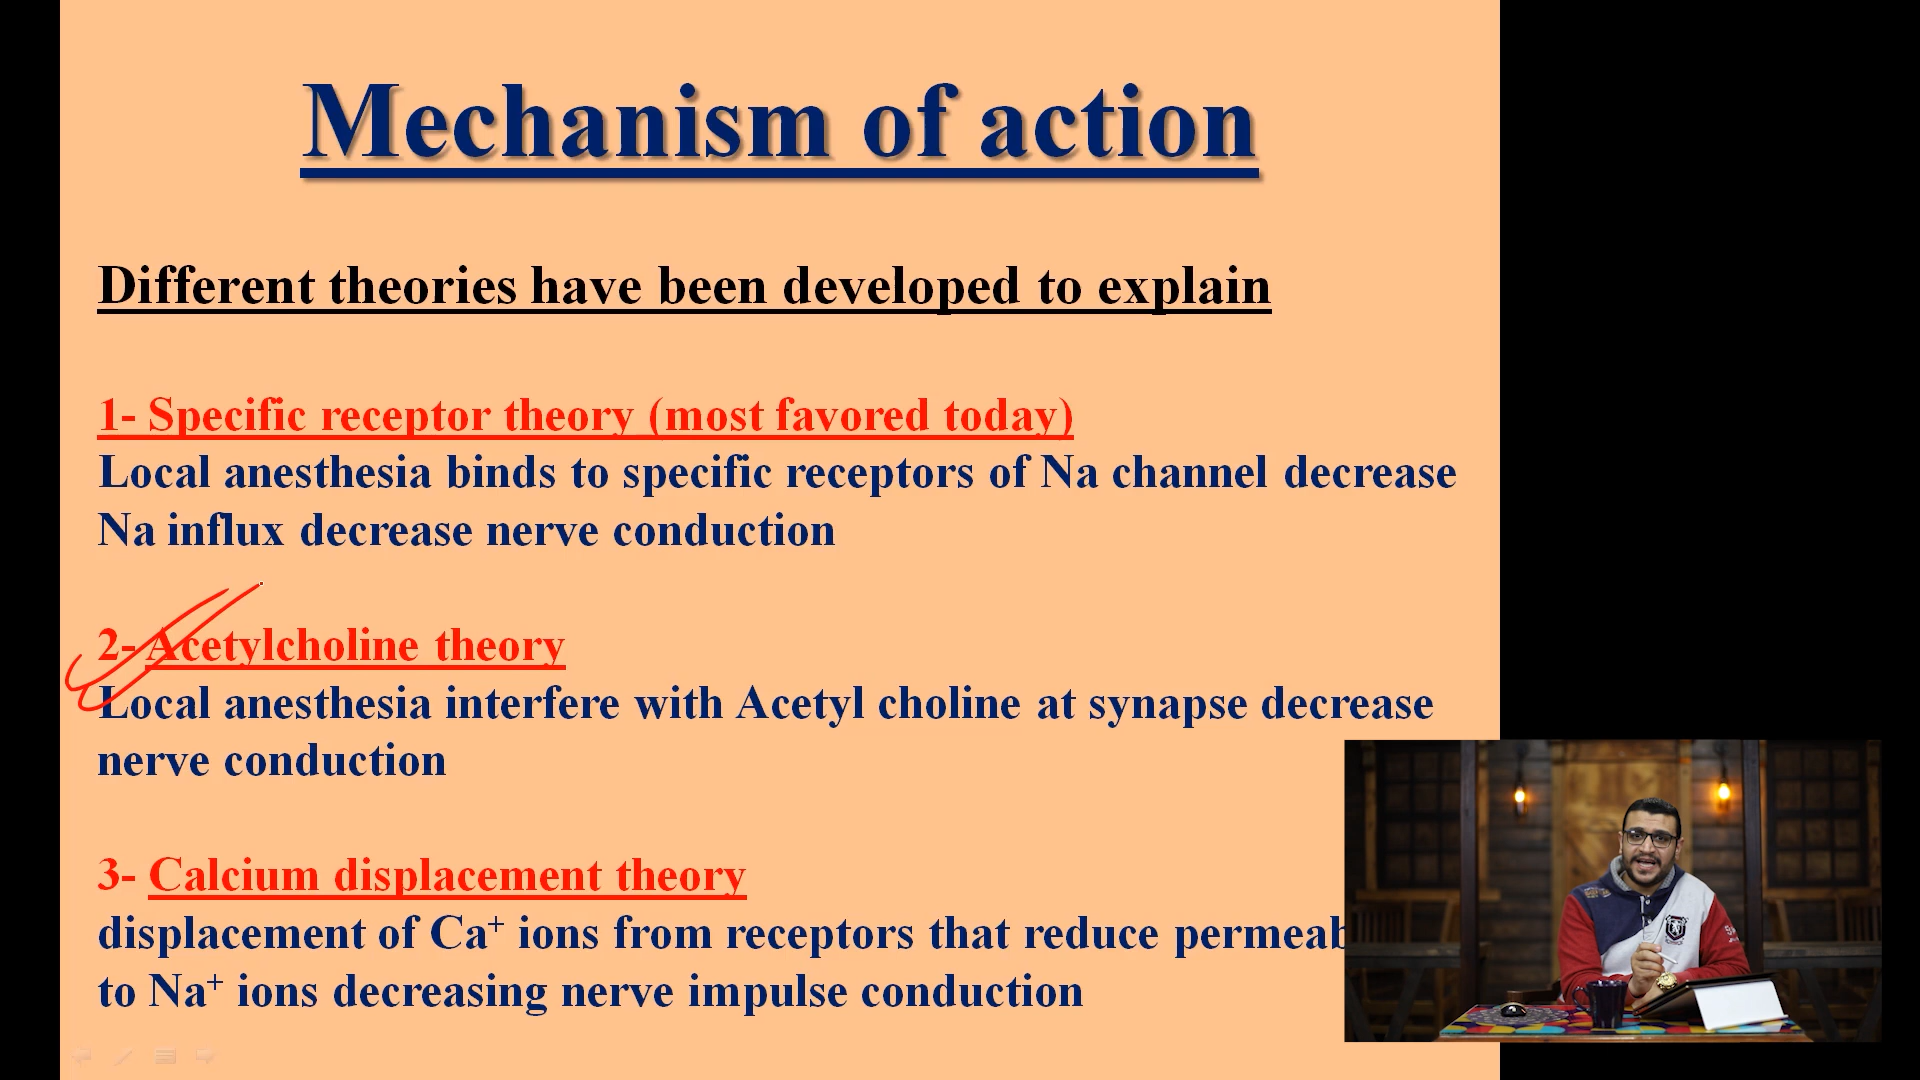 Mechanism of action
Different theories have been developed to explain
1- Specific receptor theory (most favored today)
Local anesthesia binds to specific receptors of Na channel decrease
Na influx decrease nerve conduction
2- Acetylcholine theory
Local anesthesia interfere with Acetyl choline at synapse decrease
nerve conduction
3- Calcium displacement theory
displacement of Ca⁺ ions from receptors that reduce
to Na⁺ ions decreasing nerve impulse conduction